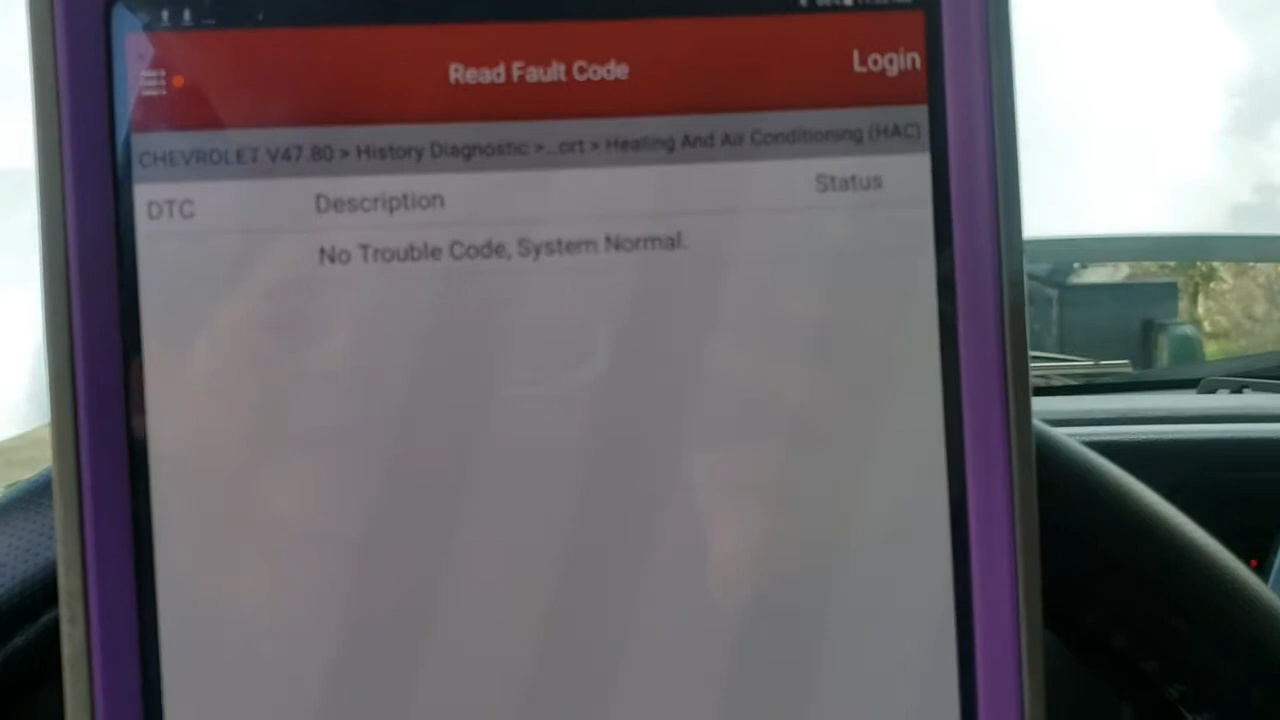 Read Fault Code
Login
CHEVROLET V47.80 > History Diagnostic >...ort > Heating And Air Conditioning (HAC)
DTC Description Status
No Trouble Code, System Normal.